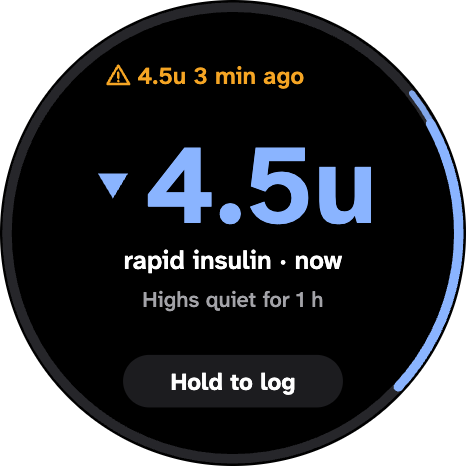 4.5u 3 min ago
4.5u
rapid insulin · now
Highs quiet for 1 h
Hold to log